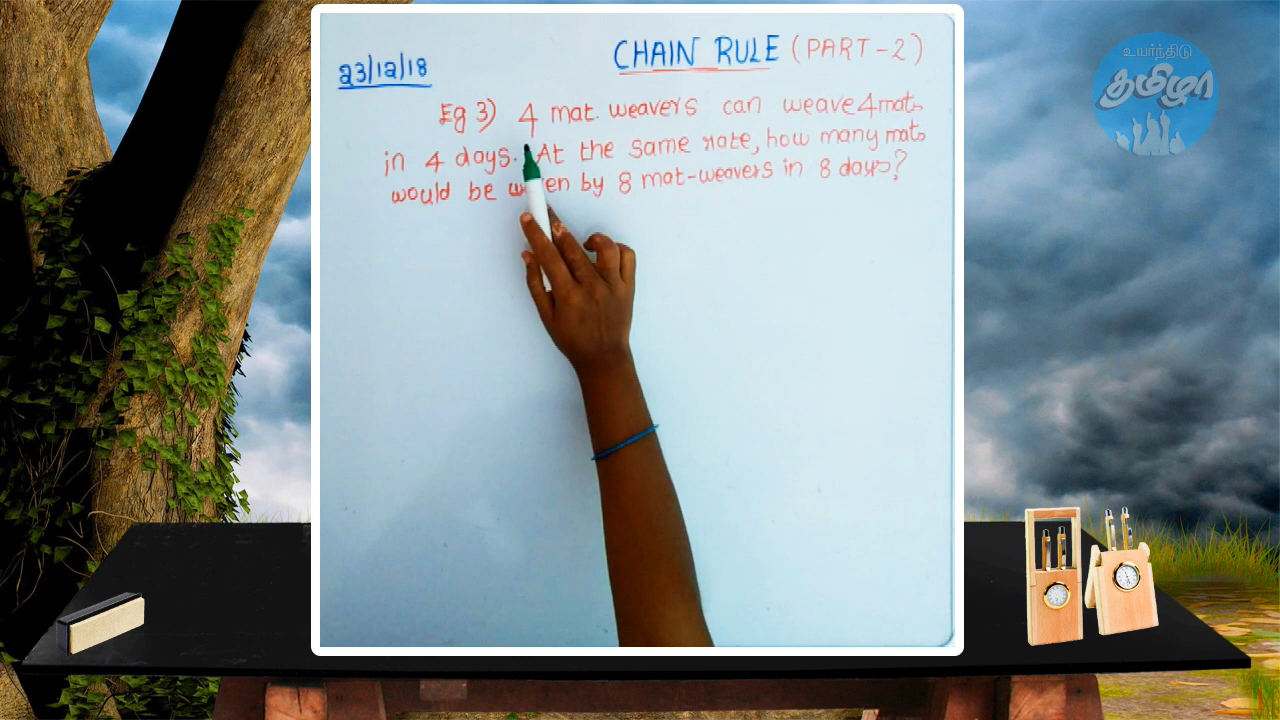 உயர்ந்திடு
தமிழா
CHAIN RULE (PART-2)
23/12/18
Eg 3) 4 mat. weavers can weave 4 mats
in 4 days. At the same rate, how many mats
would be en by 8 mat-weavers in 8 days?